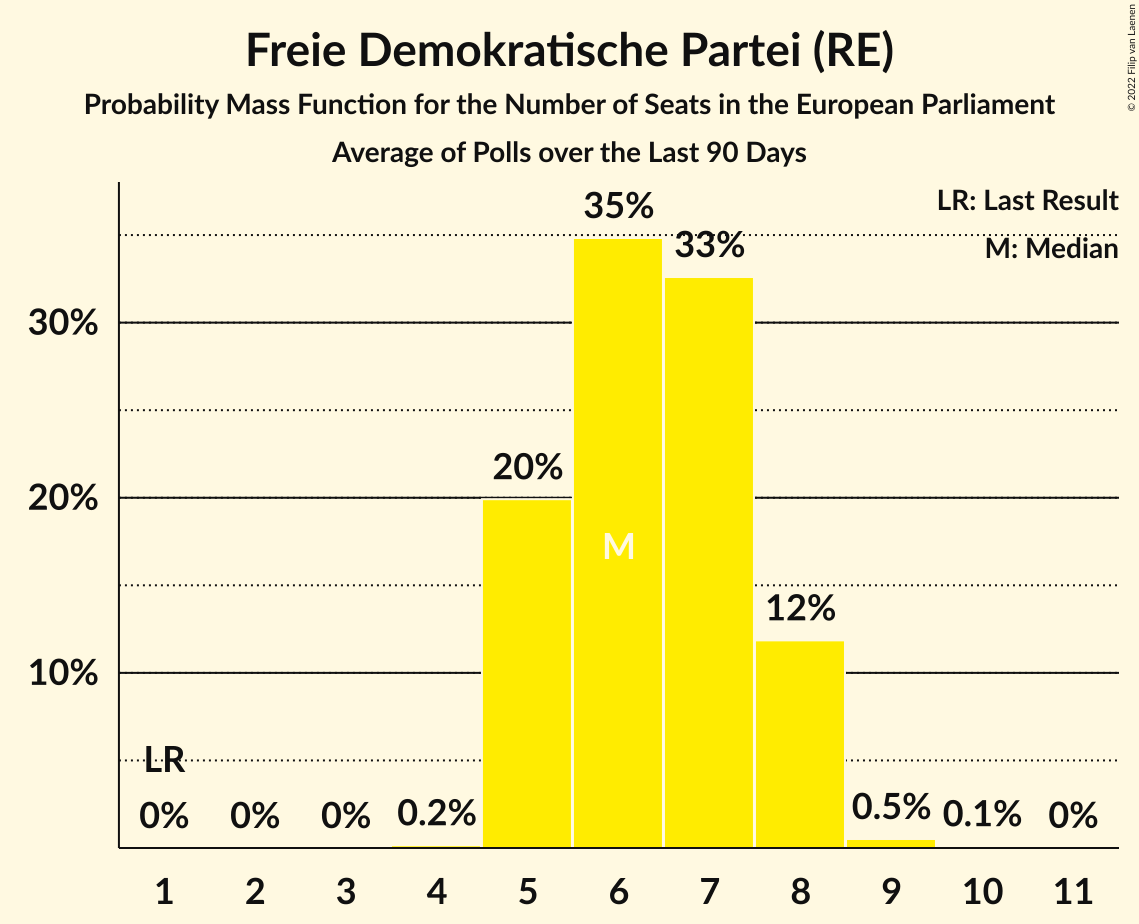 Freie Demokratische Partei (RE)
Probability Mass Function for the Number of Seats in the European Parliament
Average of Polls over the Last 90 Days
© 2022 Filip van Laenen
LR: Last Result
M: Median
35%
33%
30%
20%
20%
M
12%
10%
LR
0% 0% 0% 0.2% 0.5% 0.1% 0%
1 2 3 4 5 6 7 8 9 10 11